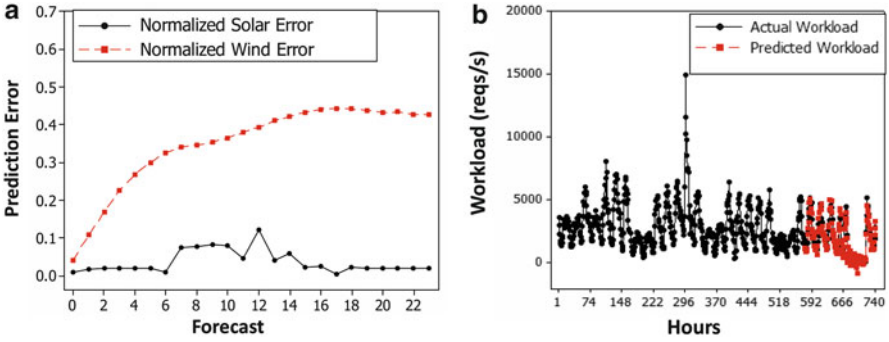 a
Normalized Solar Error
Normalized Wind Error
Prediction Error
0.7
0.6
0.5
0.4
0.3
0.2
0.1
0.0
0 2 4 6 8 10 12 14 16 18 20 22
Forecast
b
Actual Workload
Predicted Workload
Workload (reqs/s)
20000
15000
10000
5000
0
1 74 148 222 296 370 444 518 592 666 740
Hours